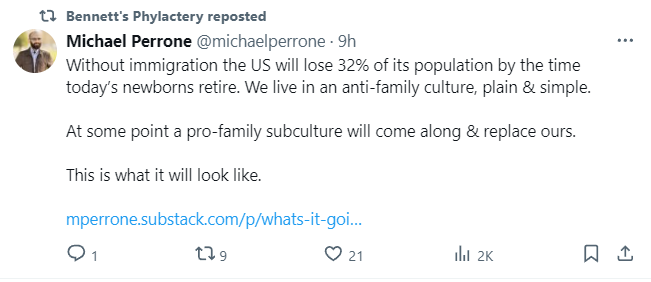 Bennett's Phylactery reposted
Michael Perrone @michaelperrone · 9h
Without immigration the US will lose 32% of its population by the time
today’s newborns retire. We live in an anti-family culture, plain & simple.
At some point a pro-family subculture will come along & replace ours.
This is what it will look like.
mperrone.substack.com/p/whats-it-goi...
1 9 21 2K